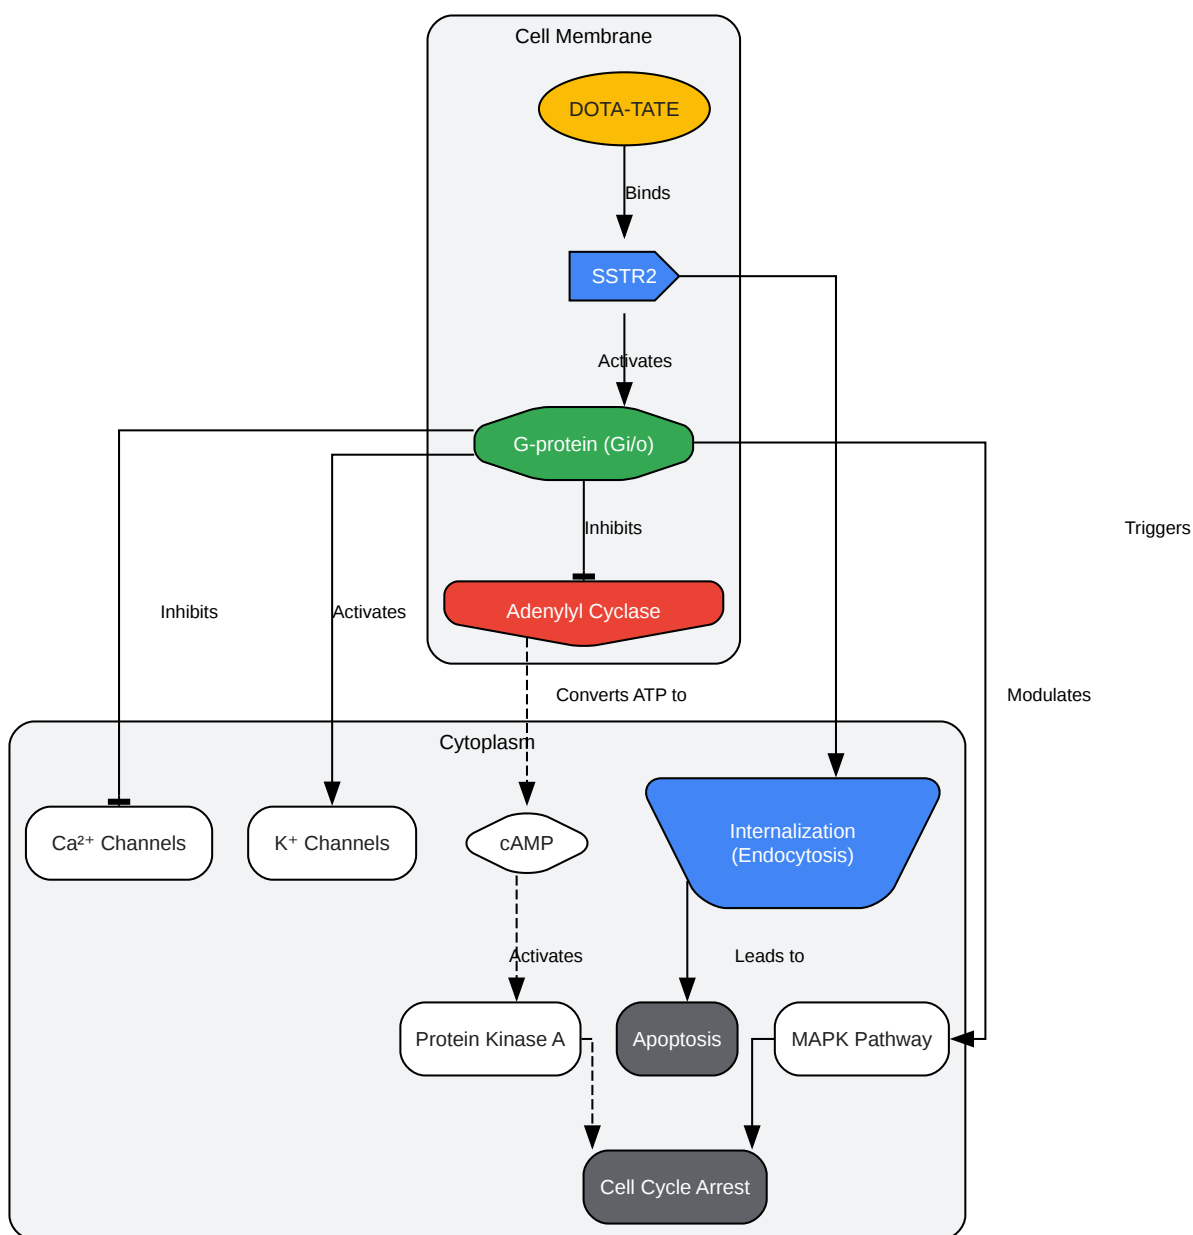 Cell Membrane
DOTA-TATE
Binds
SSTR2
Activates
G-protein (Gi/o)
Inhibits
Triggers
Inhibits
Activates
Adenylyl Cyclase
Converts ATP to
Modulates
Cytoplasm
Ca²⁺ Channels
K⁺ Channels
cAMP
Internalization
(Endocytosis)
Activates
Leads to
Protein Kinase A
Apoptosis
MAPK Pathway
Cell Cycle Arrest